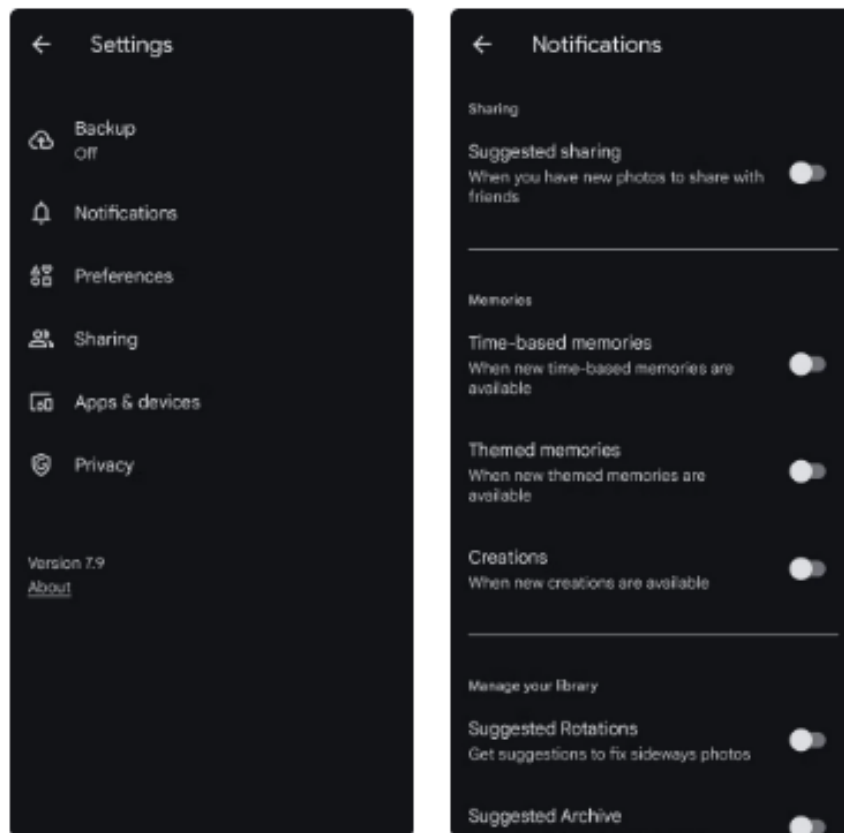 Settings
Backup
Off
Notifications
Preferences
Sharing
Apps & devices
Privacy
Version 7.9
About
Notifications
Sharing
Suggested sharing
When you have new photos to share with
friends
Memories
Time-based memories
When new time-based memories are
available
Themed memories
When new themed memories are
available
Creations
When new creations are available
Manage your library
Suggested Rotations
Get suggestions to fix sideways photos
Suggested Archive